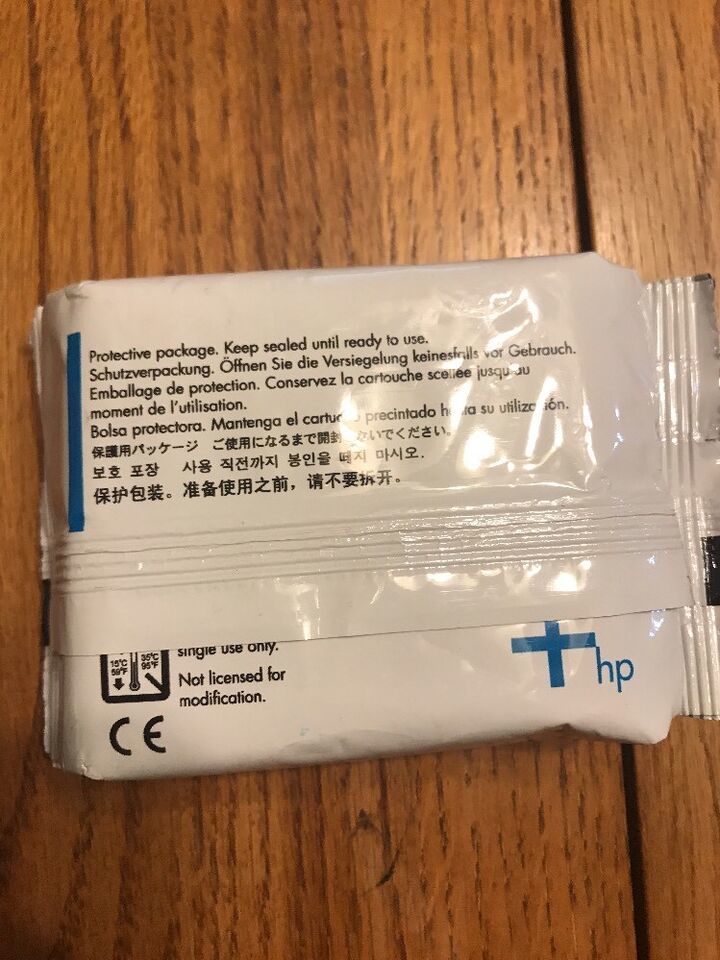 Protective package. Keep sealed until ready to use.
Schutzverpackung. Öffnen Sie die Versiegelung keinesfalls vor Gebrauch.
Emballage de protection. Conservez la cartouche scellée jusqu'au
moment de l'utilisation.
Bolsa protectora. Mantenga el precintado hasta su utilización.
保護用パッケージ ご使用になるまで開封 ないでください。
보호 포장 사용 직전까지 봉인을 떼지 마시오.
保护包装。准备使用之前，请不要拆开。
single use only.
15°C 35°C
59°F 95°F
Not licensed for
modification.
hp
CE